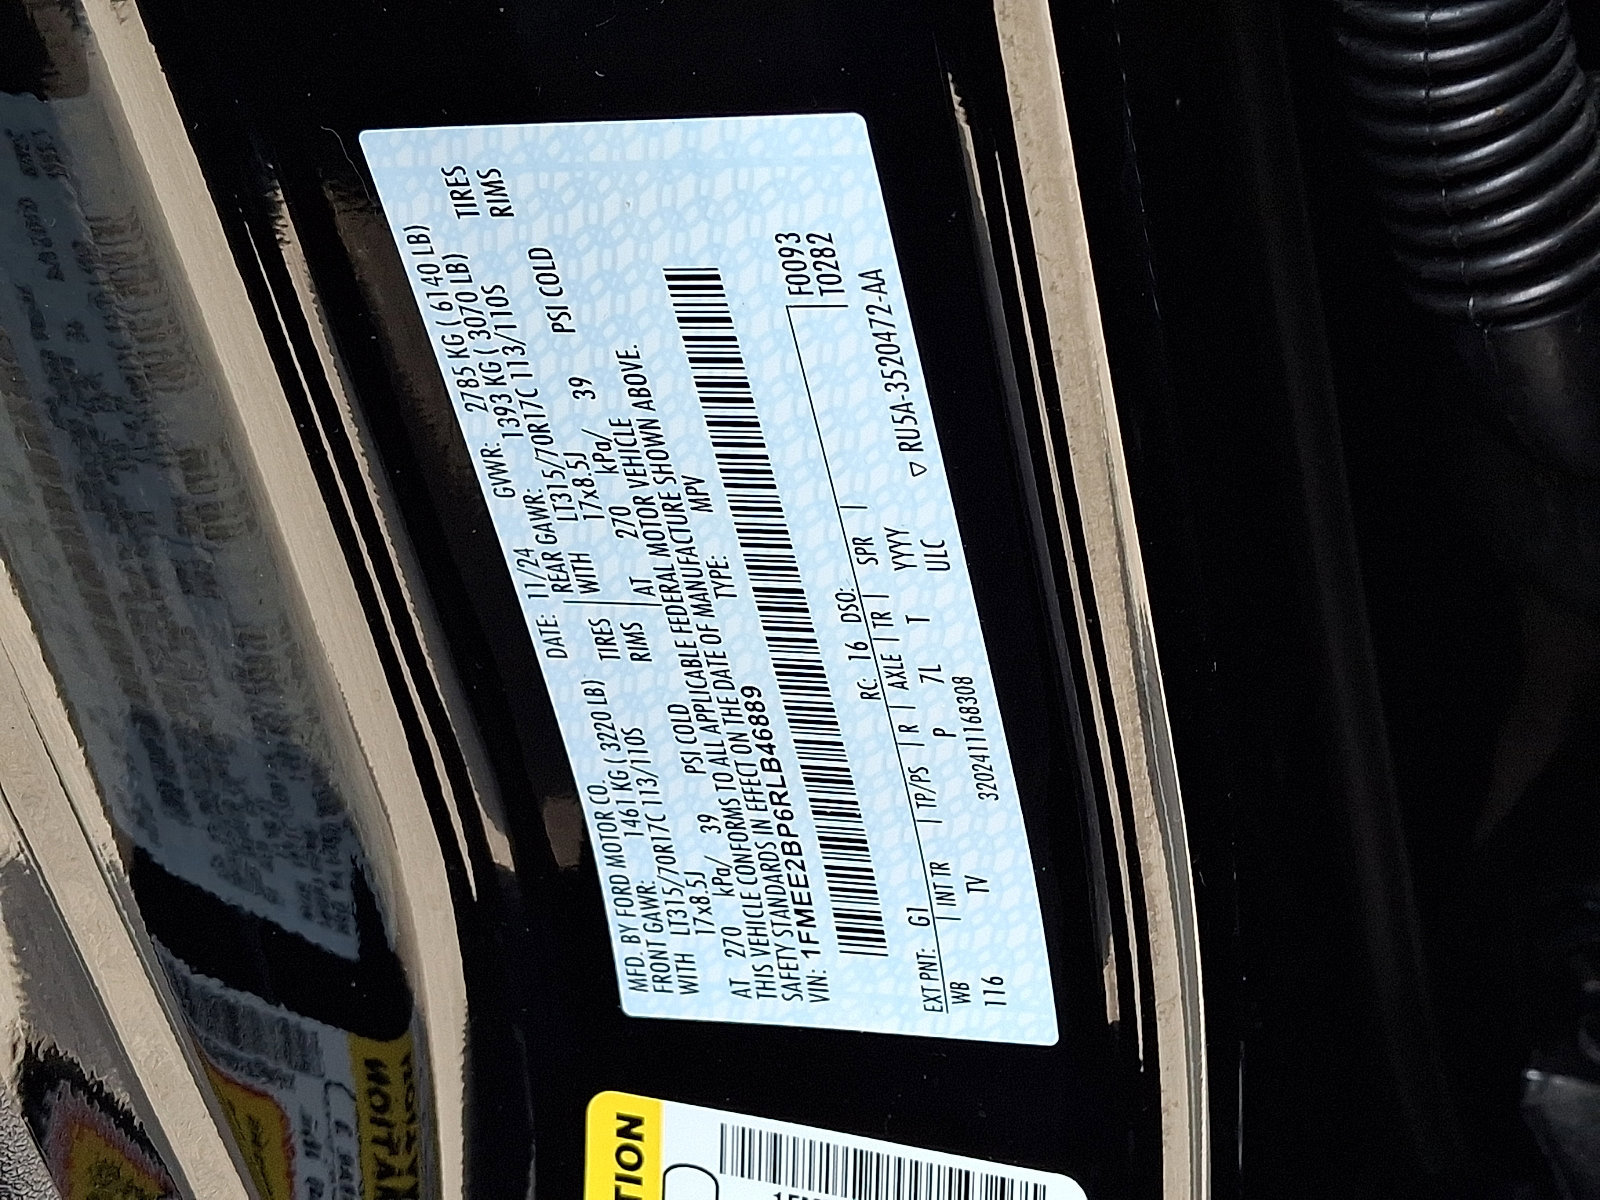 MFD. BY FORD MOTOR CO.
DATE: 11/24 GVWR: 2785 KG ( 6140 LB)
FRONT GAWR: 1461 KG ( 3220 LB) REAR GAWR: 1393 KG ( 3070 LB)
WITH LT315/70R17C 113/110S TIRES WITH LT315/70R17C 113/110S TIRES
17x8.5J RIMS 17x8.5J RIMS
AT 270 kPa/ 39 PSI COLD AT 270 kPa/ 39 PSI COLD
THIS VEHICLE CONFORMS TO ALL APPLICABLE FEDERAL MOTOR VEHICLE
SAFETY STANDARDS IN EFFECT ON THE DATE OF MANUFACTURE SHOWN ABOVE.
VIN: 1FMEE2BP6RLB46889 TYPE: MPV
F0093
T0282
EXT PNT: G1 RC: 16 DSO:
WB INT TR TP/PS R AXLE TR SPR
116 TV P 7L T YYYY
ULC
3202411168308 ▽ RU5A-3520472-AA
TION